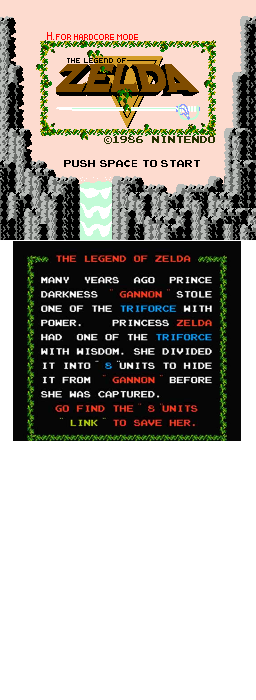 H. FOR HARDCORE MODE
THE LEGEND OF
ZELDA
©1986 NINTENDO
PUSH SPACE TO START
THE LEGEND OF ZELDA
MANY YEARS AGO PRINCE
DARKNESS "GANNON" STOLE
ONE OF THE TRIFORCE WITH
POWER. PRINCESS ZELDA
HAD ONE OF THE TRIFORCE
WITH WISDOM. SHE DIVIDED
IT INTO "8"UNITS TO HIDE
IT FROM "GANNON" BEFORE
SHE WAS CAPTURED.
GO FIND THE "8"UNITS
"LINK" TO SAVE HER.